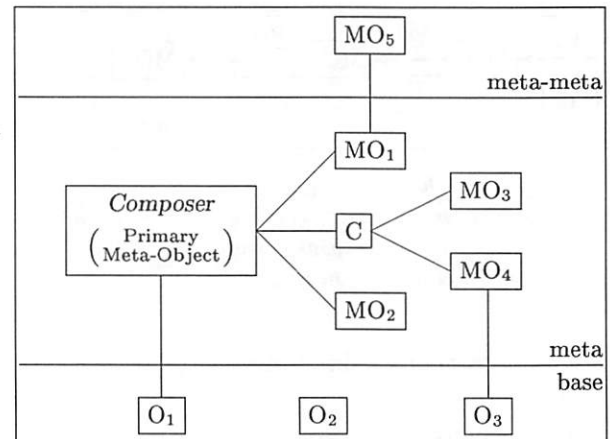 MO₅
meta-meta
MO₁
MO₃
Composer
( Primary
Meta-Object )
C
MO₄
MO₂
meta
base
O₁ O₂ O₃